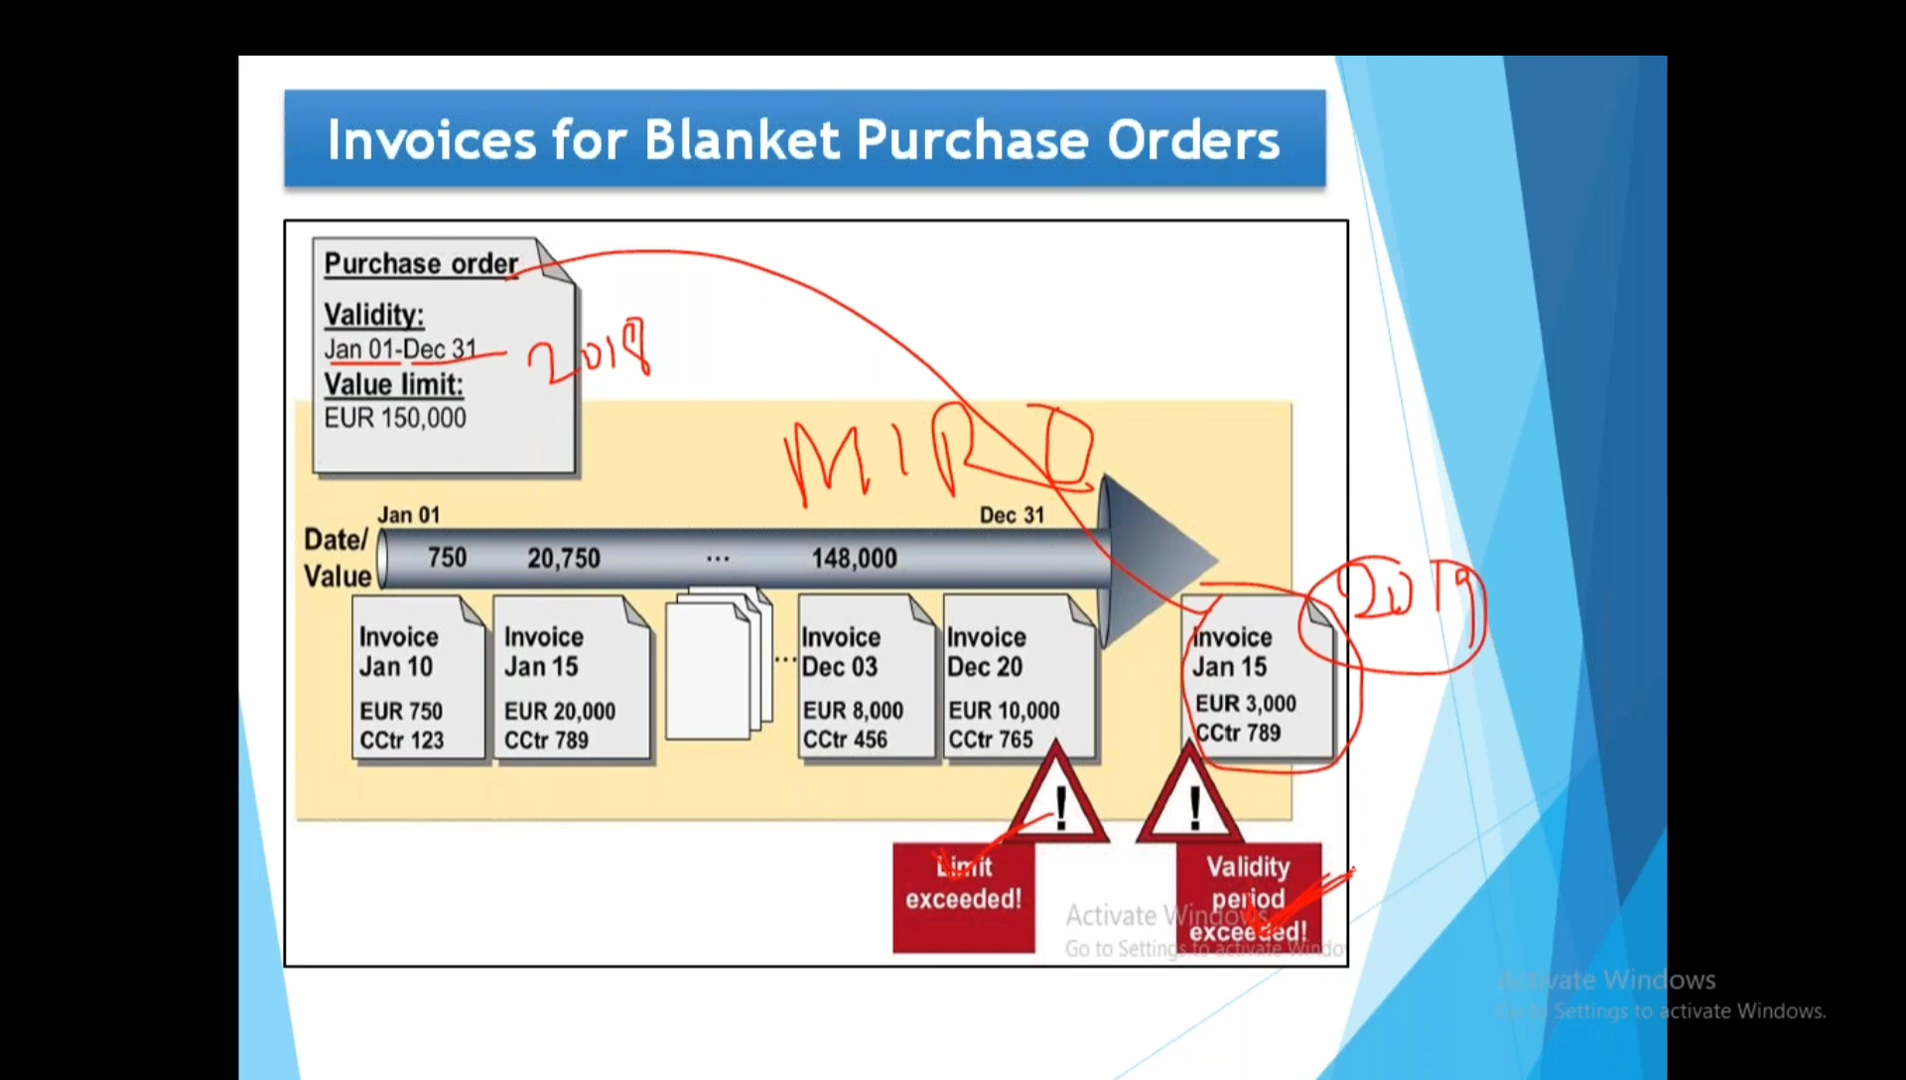 Invoices for Blanket Purchase Orders
Purchase order
Validity:
Jan 01-Dec 31
2018
Value limit:
EUR 150,000
MIRO
Jan 01
Dec 31
Date/
Value
750
20,750
...
148,000
Invoice
Jan 10
EUR 750
CCtr 123
Invoice
Jan 15
EUR 20,000
CCtr 789
...
Invoice
Dec 03
EUR 8,000
CCtr 456
Invoice
Dec 20
EUR 10,000
CCtr 765
Invoice
Jan 15
EUR 3,000
CCtr 789
2019
!
!
Limit
exceeded!
Validity
period
exceeded!
Activate Windows
Go to Settings to activate Windo
Activate Windows
Go to Settings to activate Windows.